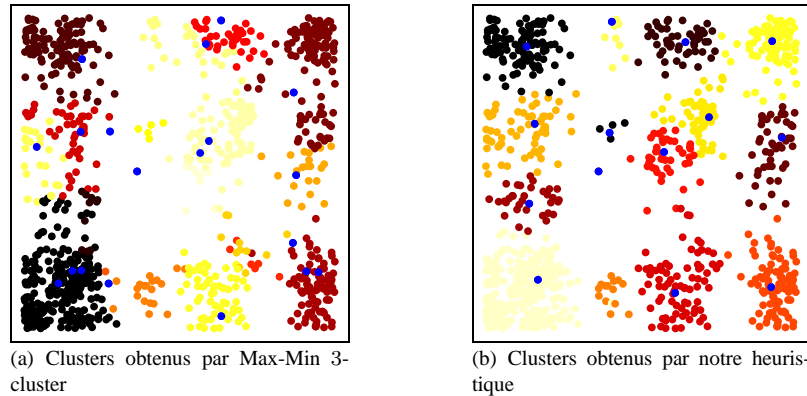 (a) Clusters obtenus par Max-Min 3-
cluster
(b) Clusters obtenus par notre heuris-
tique